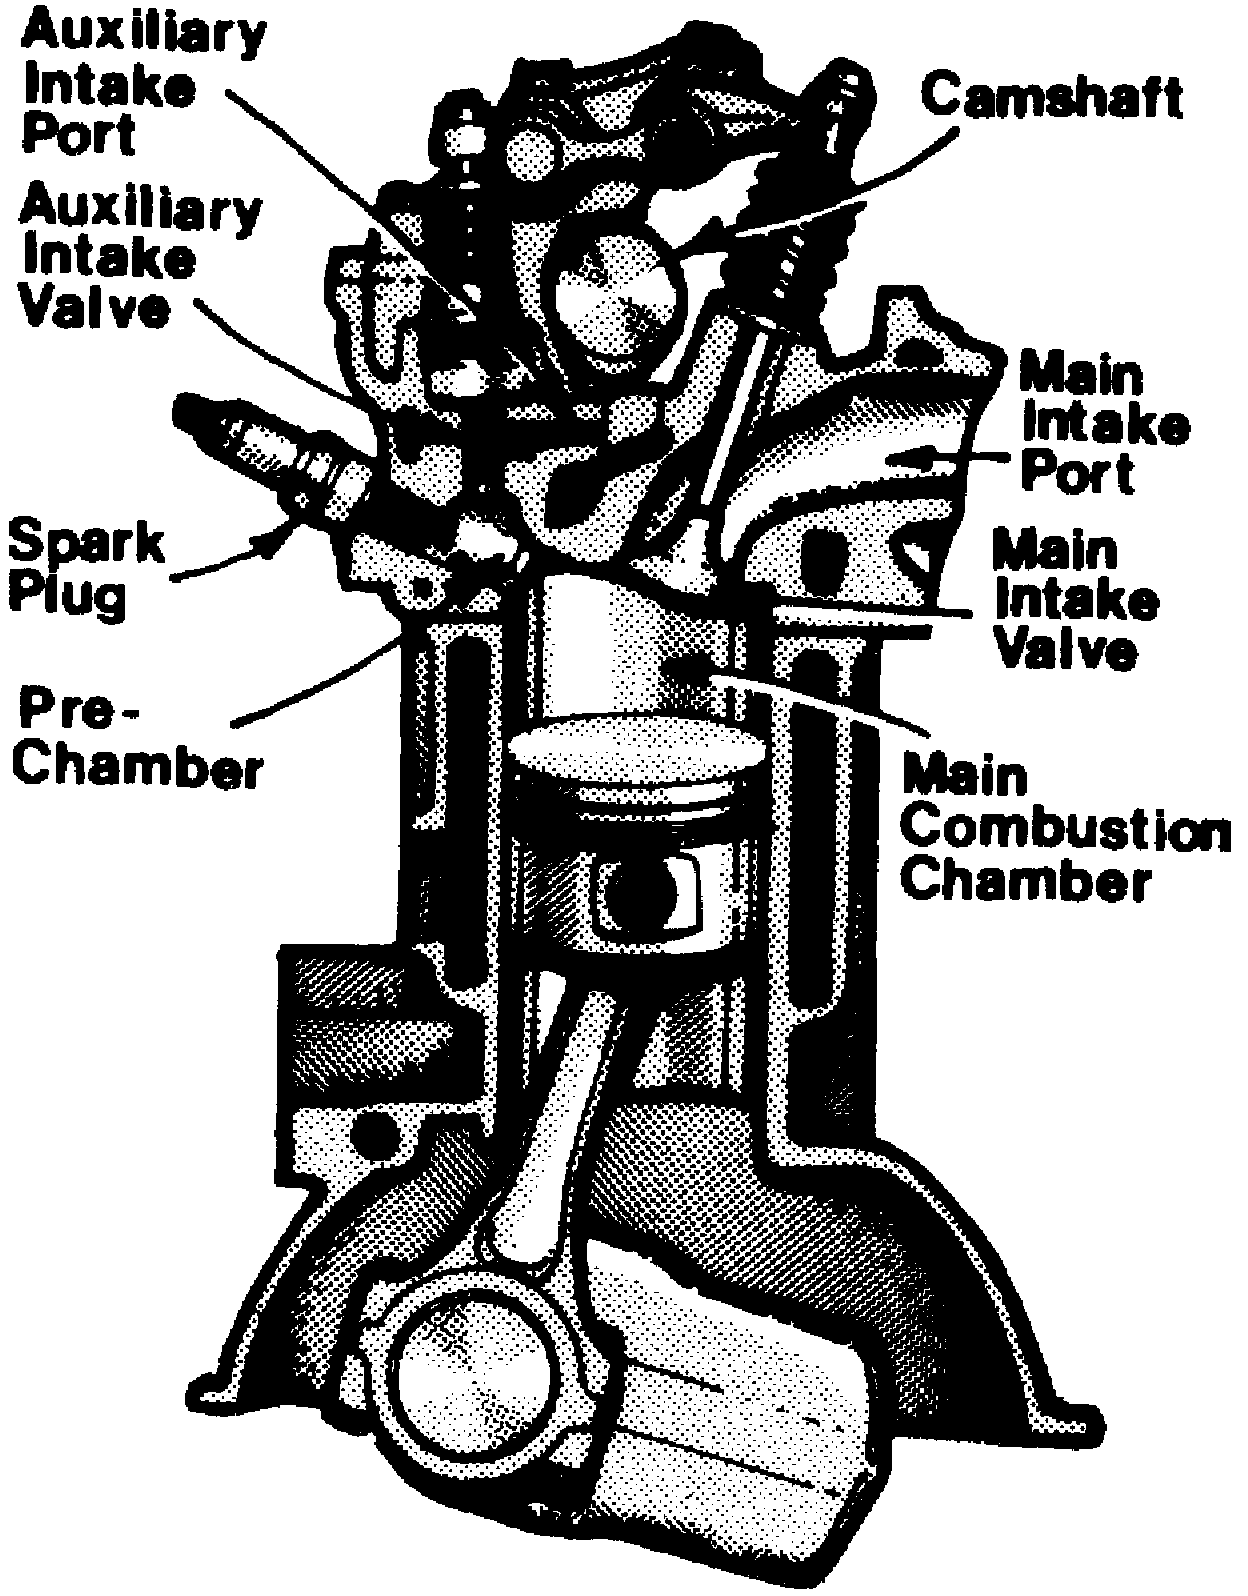 Auxiliary
Intake
Port
Auxiliary
Intake
Valve
Spark
Plug
Pre-
Chamber
Camshaft
Main
Intake
Port
Main
Intake
Valve
Main
Combustion
Chamber